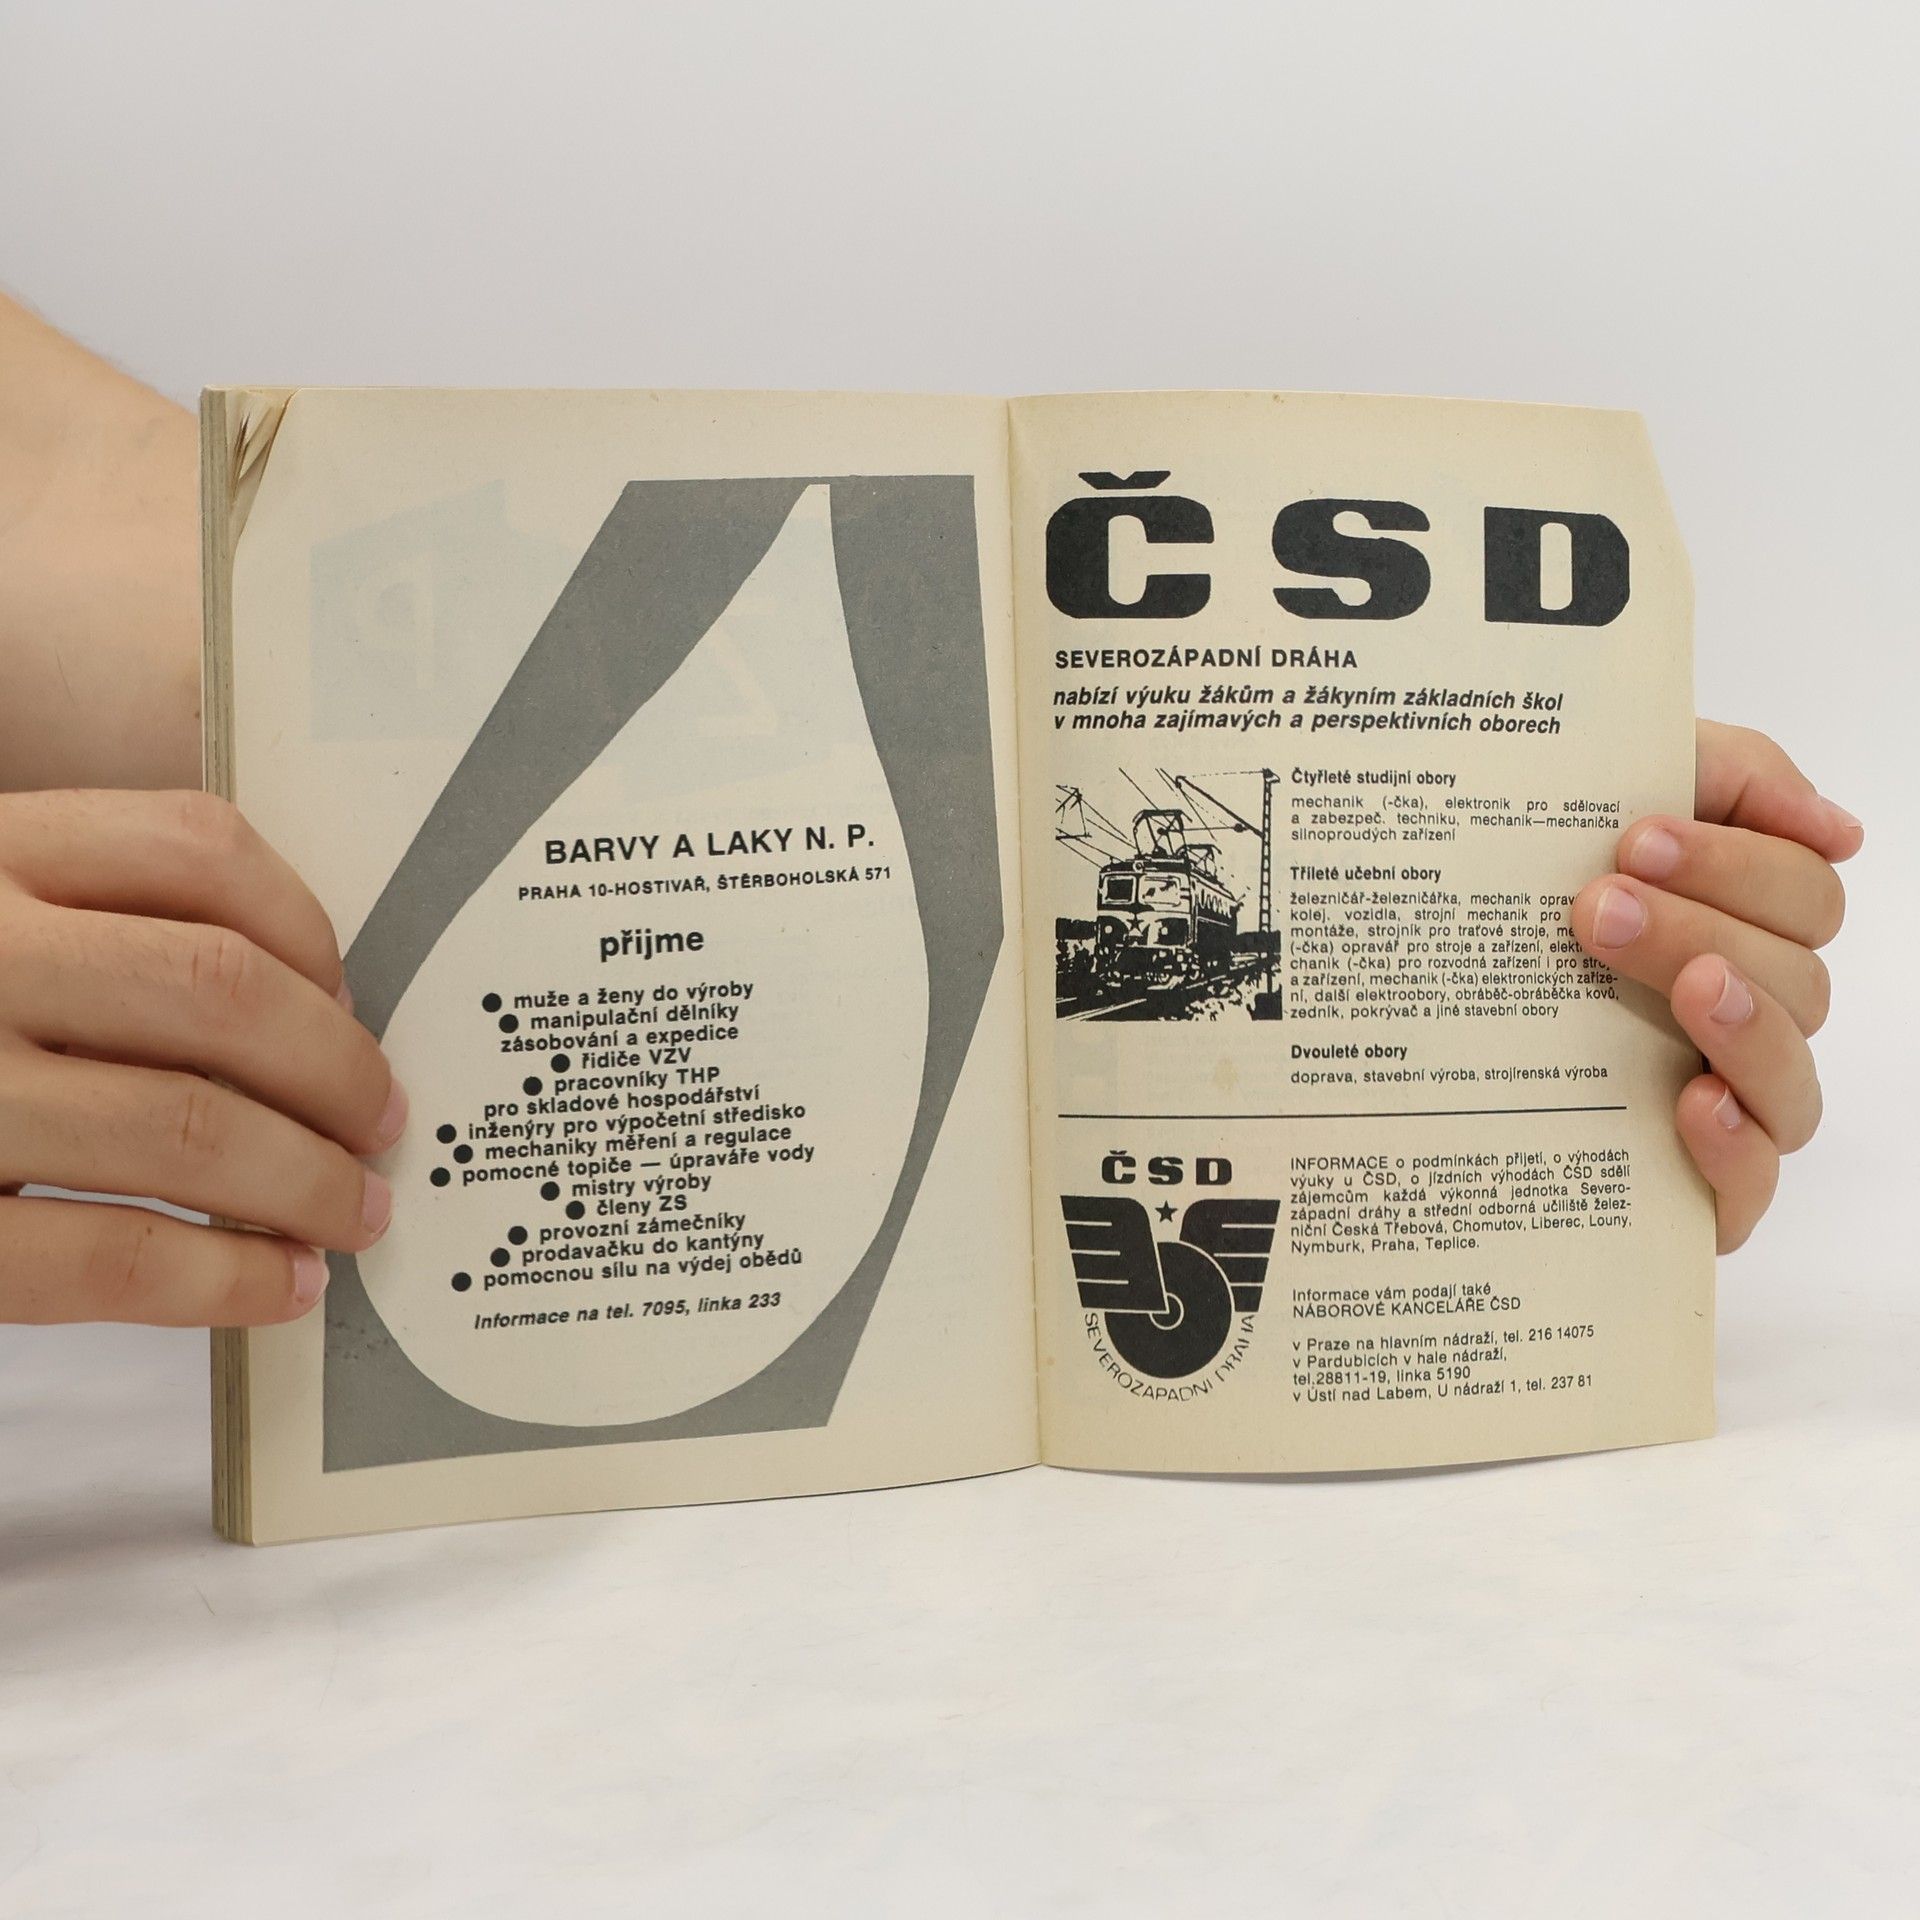 BARVY A LAKY N. P.
PRAHA 10-HOSTIVAŘ, ŠTĚRBOHOLSKÁ 571
přijme
● muže a ženy do výroby
● manipulační dělníky
zásobování a expedice
● řidiče VZV
● pracovníky THP
pro skladové hospodářství
● inženýry pro výpočetní středisko
● mechaniky měření a regulace
● pomocné topiče — úpraváře vody
● mistry výroby
● členy ZS
● provozní zámečníky
● prodavačku do kantýny
● pomocnou sílu na výdej obědů
Informace na tel. 7095, linka 233
ČSD
SEVEROZÁPADNÍ DRÁHA
nabízí výuku žákům a žákyním základních škol
v mnoha zajímavých a perspektivních oborech
Čtyřleté studijní obory
mechanik (-čka), elektronik pro sdělovací
a zabezpeč. techniku, mechanik—mechanička
silnoproudých zařízení
Tříleté učební obory
železničář-železničářka, mechanik
kolej. vozidla, strojní mechanik pro
montáže, strojník pro traťové stroje,
(-čka) opravář pro stroje a zařízení,
chanik (-čka) pro rozvodná zařízení i pro
a zařízení, mechanik (-čka) elektronických zaříze-
ní, další elektroobory, obráběč-obráběčka kovů,
zedník, pokrývač a jiné stavební obory
Dvouleté obory
doprava, stavební výroba, strojírenská výroba
ČSD
SEVEROZÁPADNÍ DRÁHA
INFORMACE o podmínkách přijetí, o výhodách
výuky u ČSD, o jízdních výhodách ČSD sdělí
zájemcům každá výkonná jednotka Severo-
západní dráhy a střední odborná učiliště želez-
niční Česká Třebová, Chomutov, Liberec, Louny,
Nymburk, Praha, Teplice.
Informace vám podají také
NÁBOROVÉ KANCELÁŘE ČSD
v Praze na hlavním nádraží, tel. 216 14075
v Pardubicích v hale nádraží,
tel.28811-19, linka 5190
v Ústí nad Labem, U nádraží 1, tel. 237 81